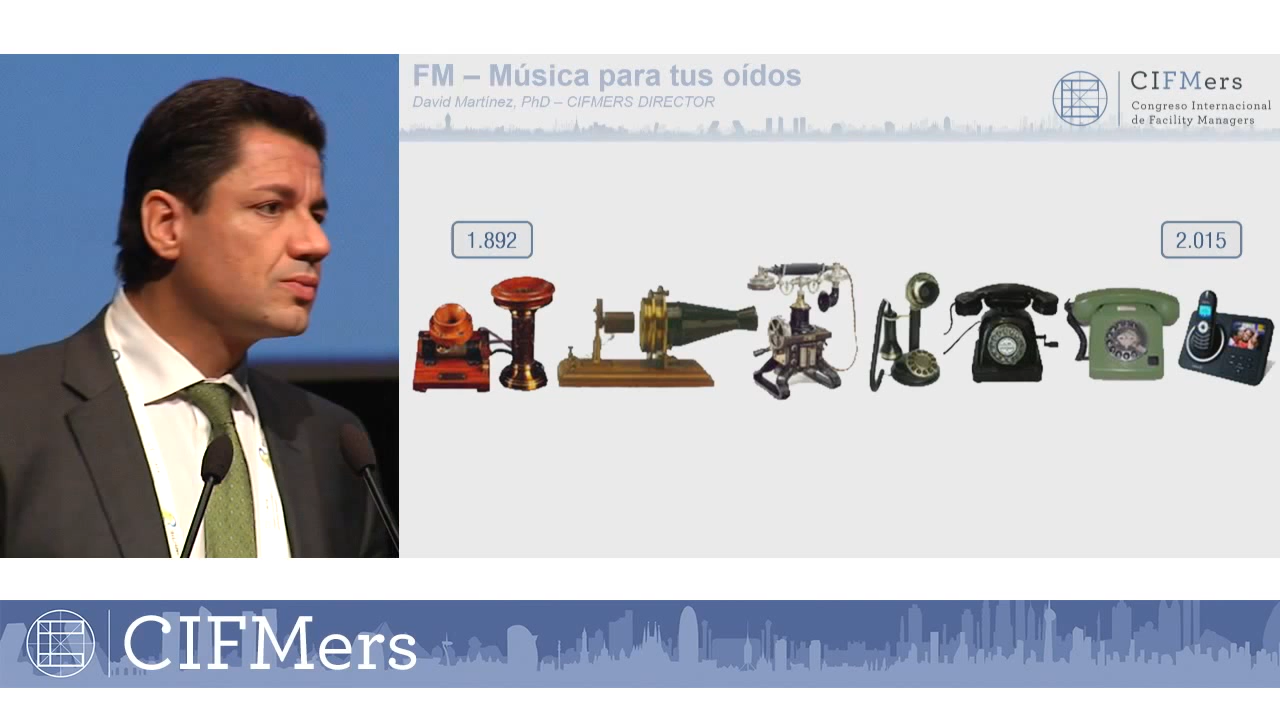 FM – Música para tus oídos
David Martínez, PhD – CIFMERS DIRECTOR
CIFMers
Congreso Internacional
de Facility Managers
1.892
2.015
CIFMers